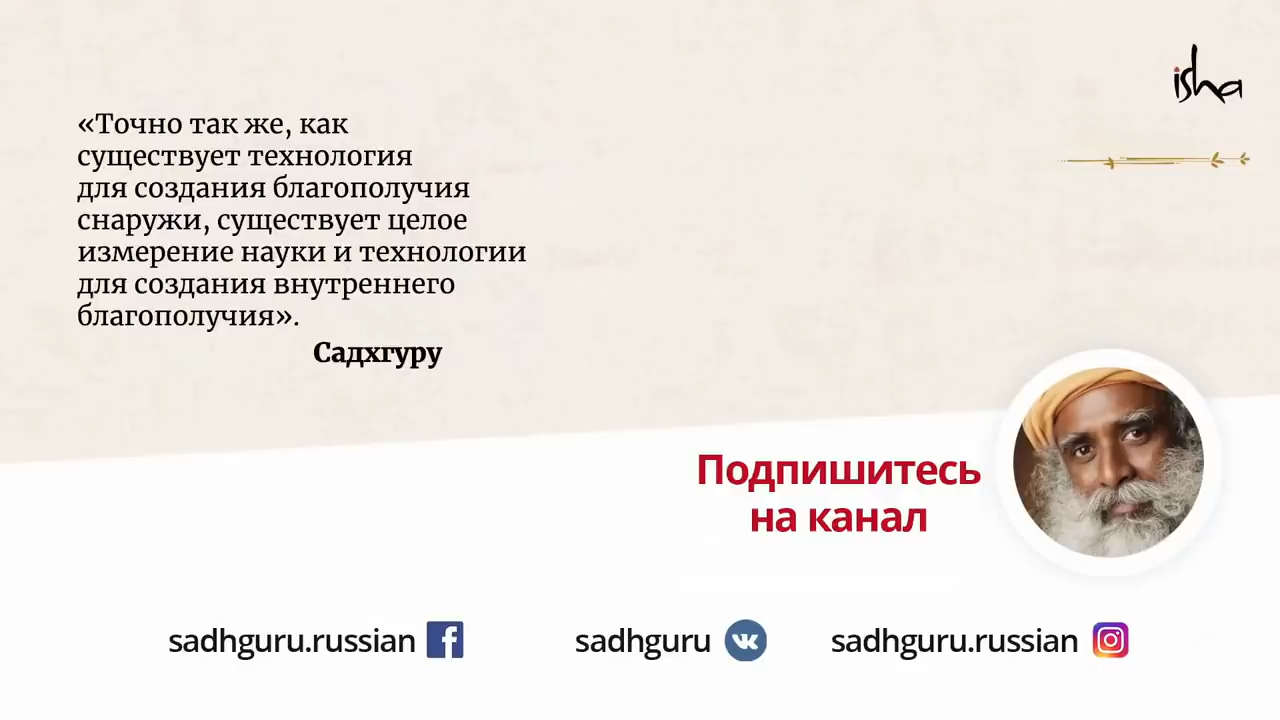 isha
«Точно так же, как
существует технология
для создания благополучия
снаружи, существует целое
измерение науки и технологии
для создания внутреннего
благополучия».
Садхгуру
Подпишитесь
на канал
sadhguru.russian
sadhguru
sadhguru.russian